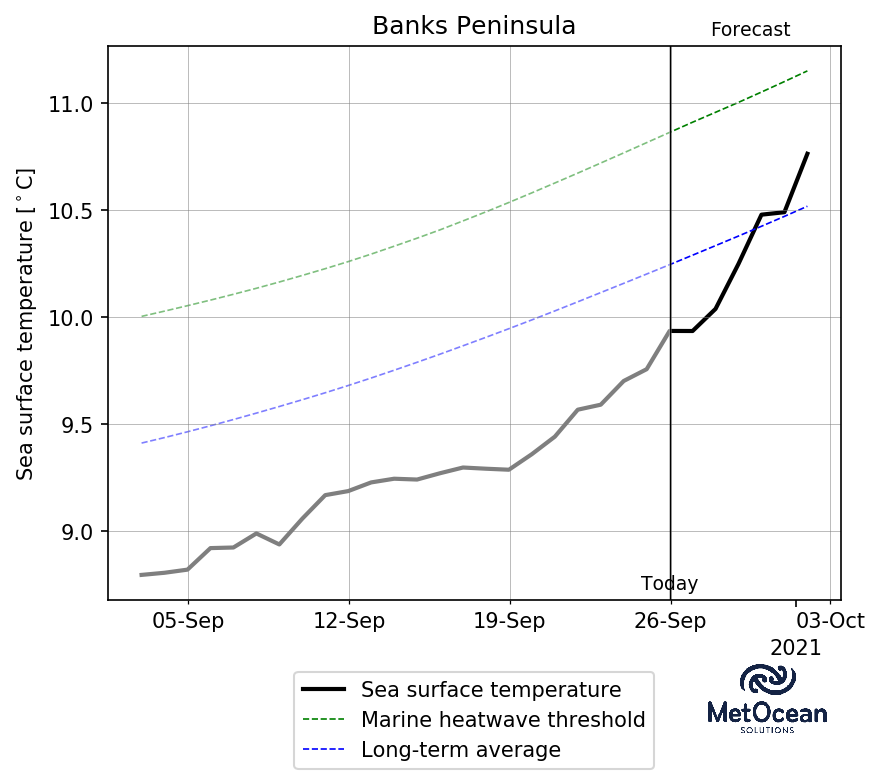 Banks Peninsula
Forecast
Sea surface temperature [°C]
11.0
10.5
10.0
9.5
9.0
Today
05-Sep
12-Sep
19-Sep
26-Sep
03-Oct
2021
Sea surface temperature
Marine heatwave threshold
Long-term average
MetOcean
SOLUTIONS